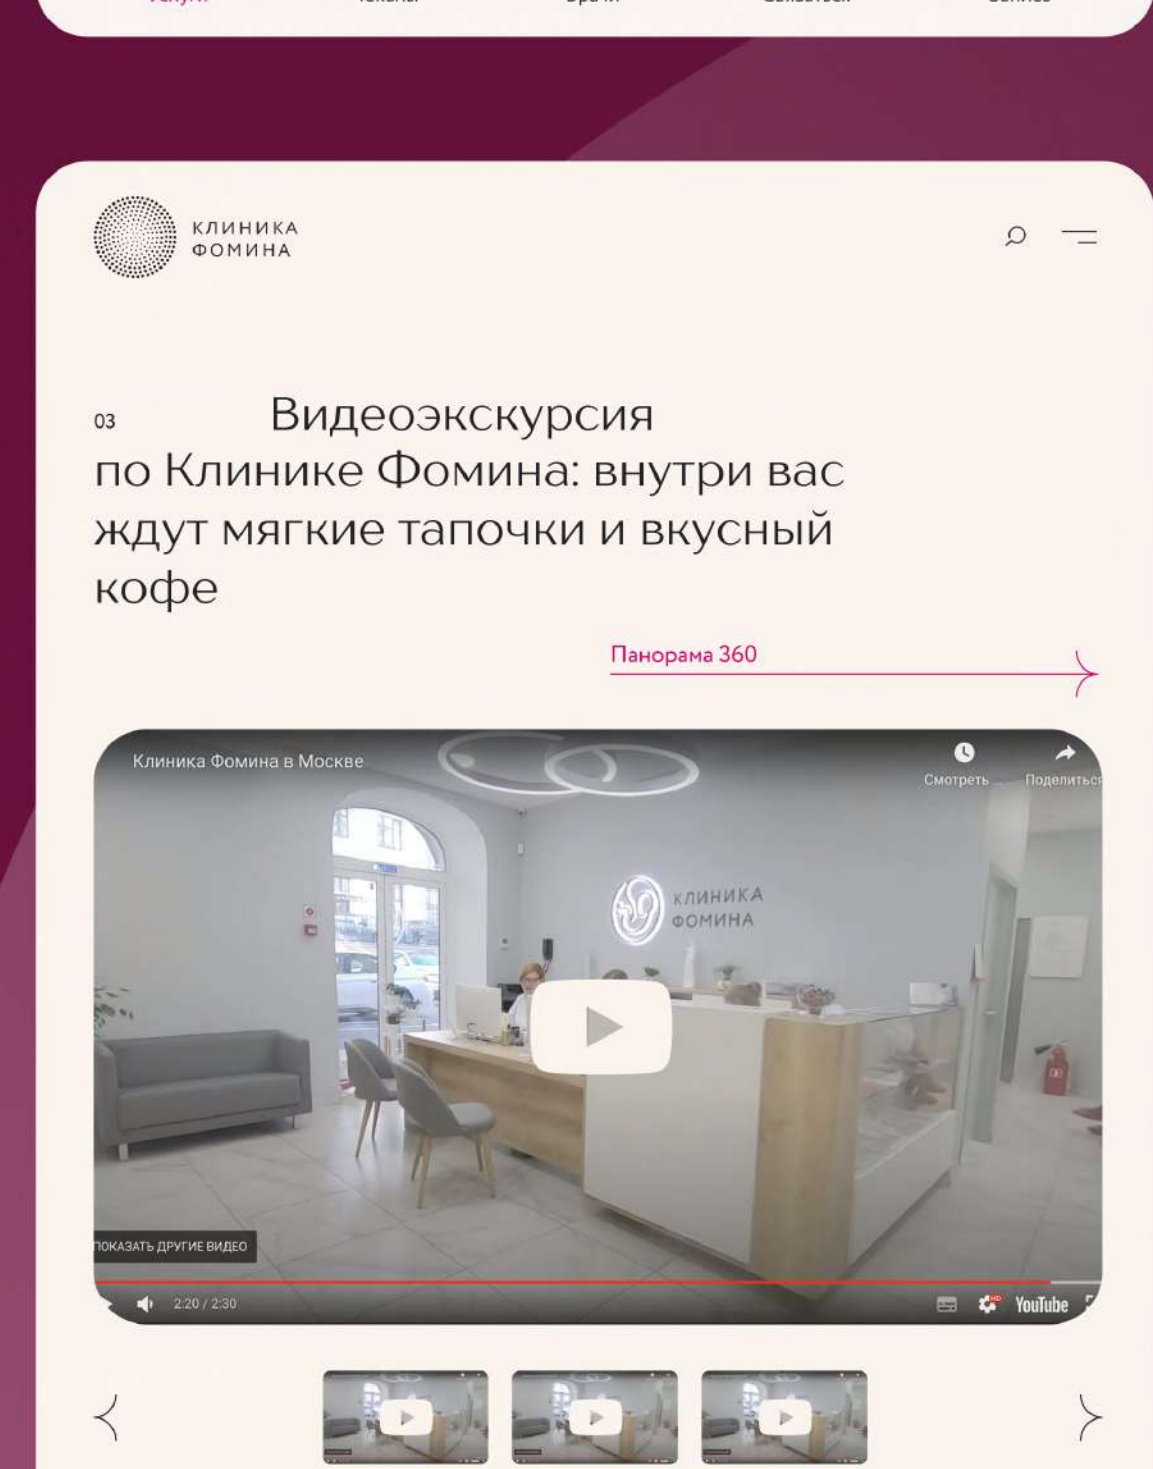 КЛИНИКА
ФОМИНА
03
Видеоэкскурсия
по Клинике Фомина: внутри вас
ждут мягкие тапочки и вкусный
кофе
Панорама 360
Клиника Фомина в Москве
Смотреть ...
Поделиться
КЛИНИКА
ФОМИНА
ПОКАЗАТЬ ДРУГИЕ ВИДЕО
2:20 / 2:30
HD
YouTube